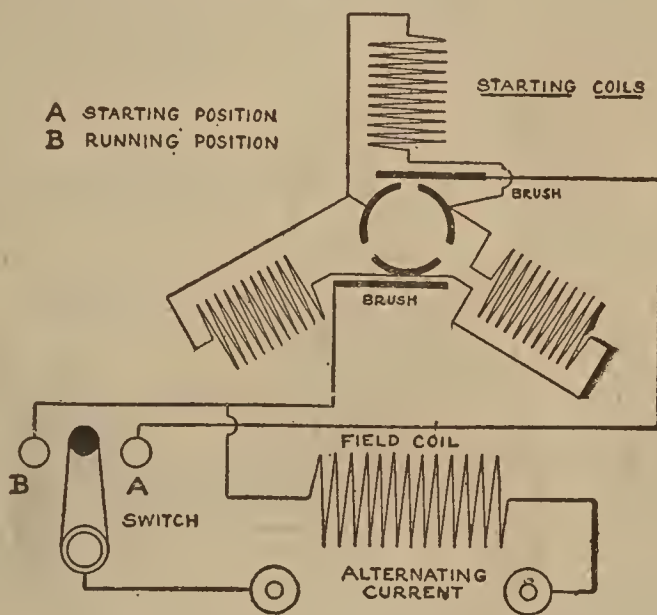 STARTING COILS
A STARTING POSITION
B RUNNING POSITION
BRUSH
BRUSH
FIELD COIL
B
A
SWITCH
ALTERNATING
CURRENT